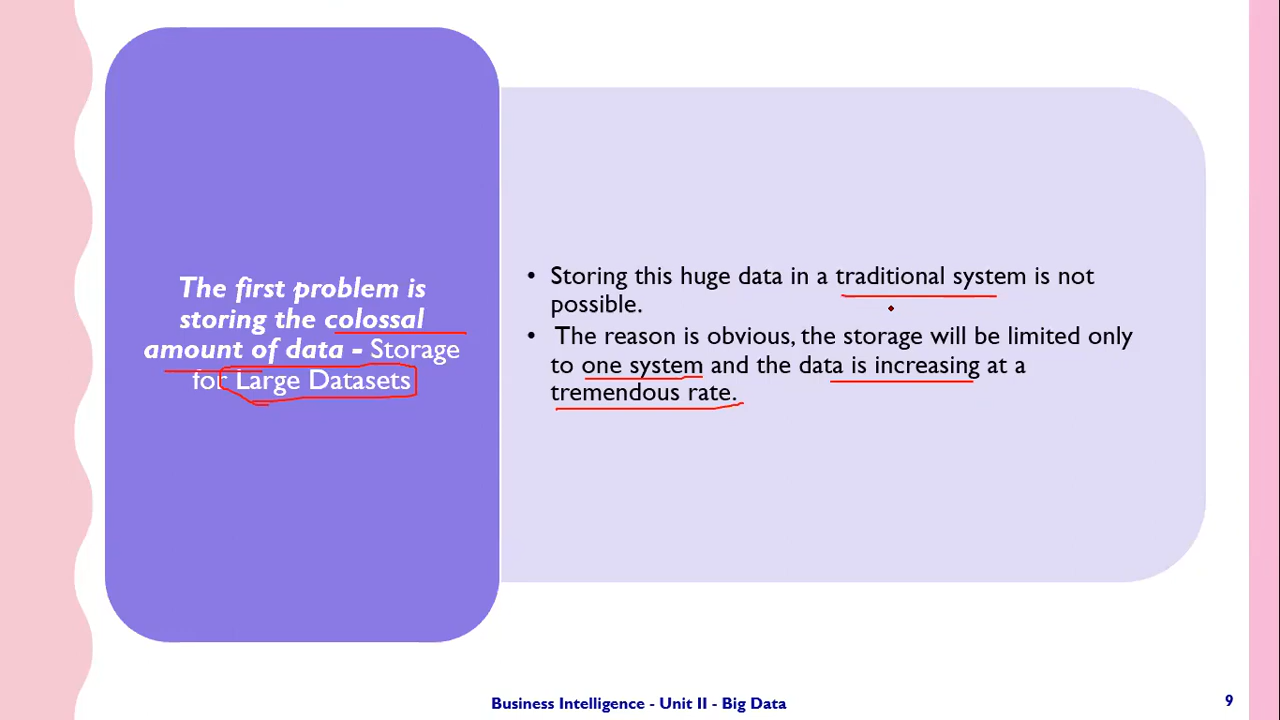 The first problem is
storing the colossal
amount of data - Storage
for Large Datasets
• Storing this huge data in a traditional system is not
possible.
• The reason is obvious, the storage will be limited only
to one system and the data is increasing at a
tremendous rate.
Business Intelligence - Unit II - Big Data
9